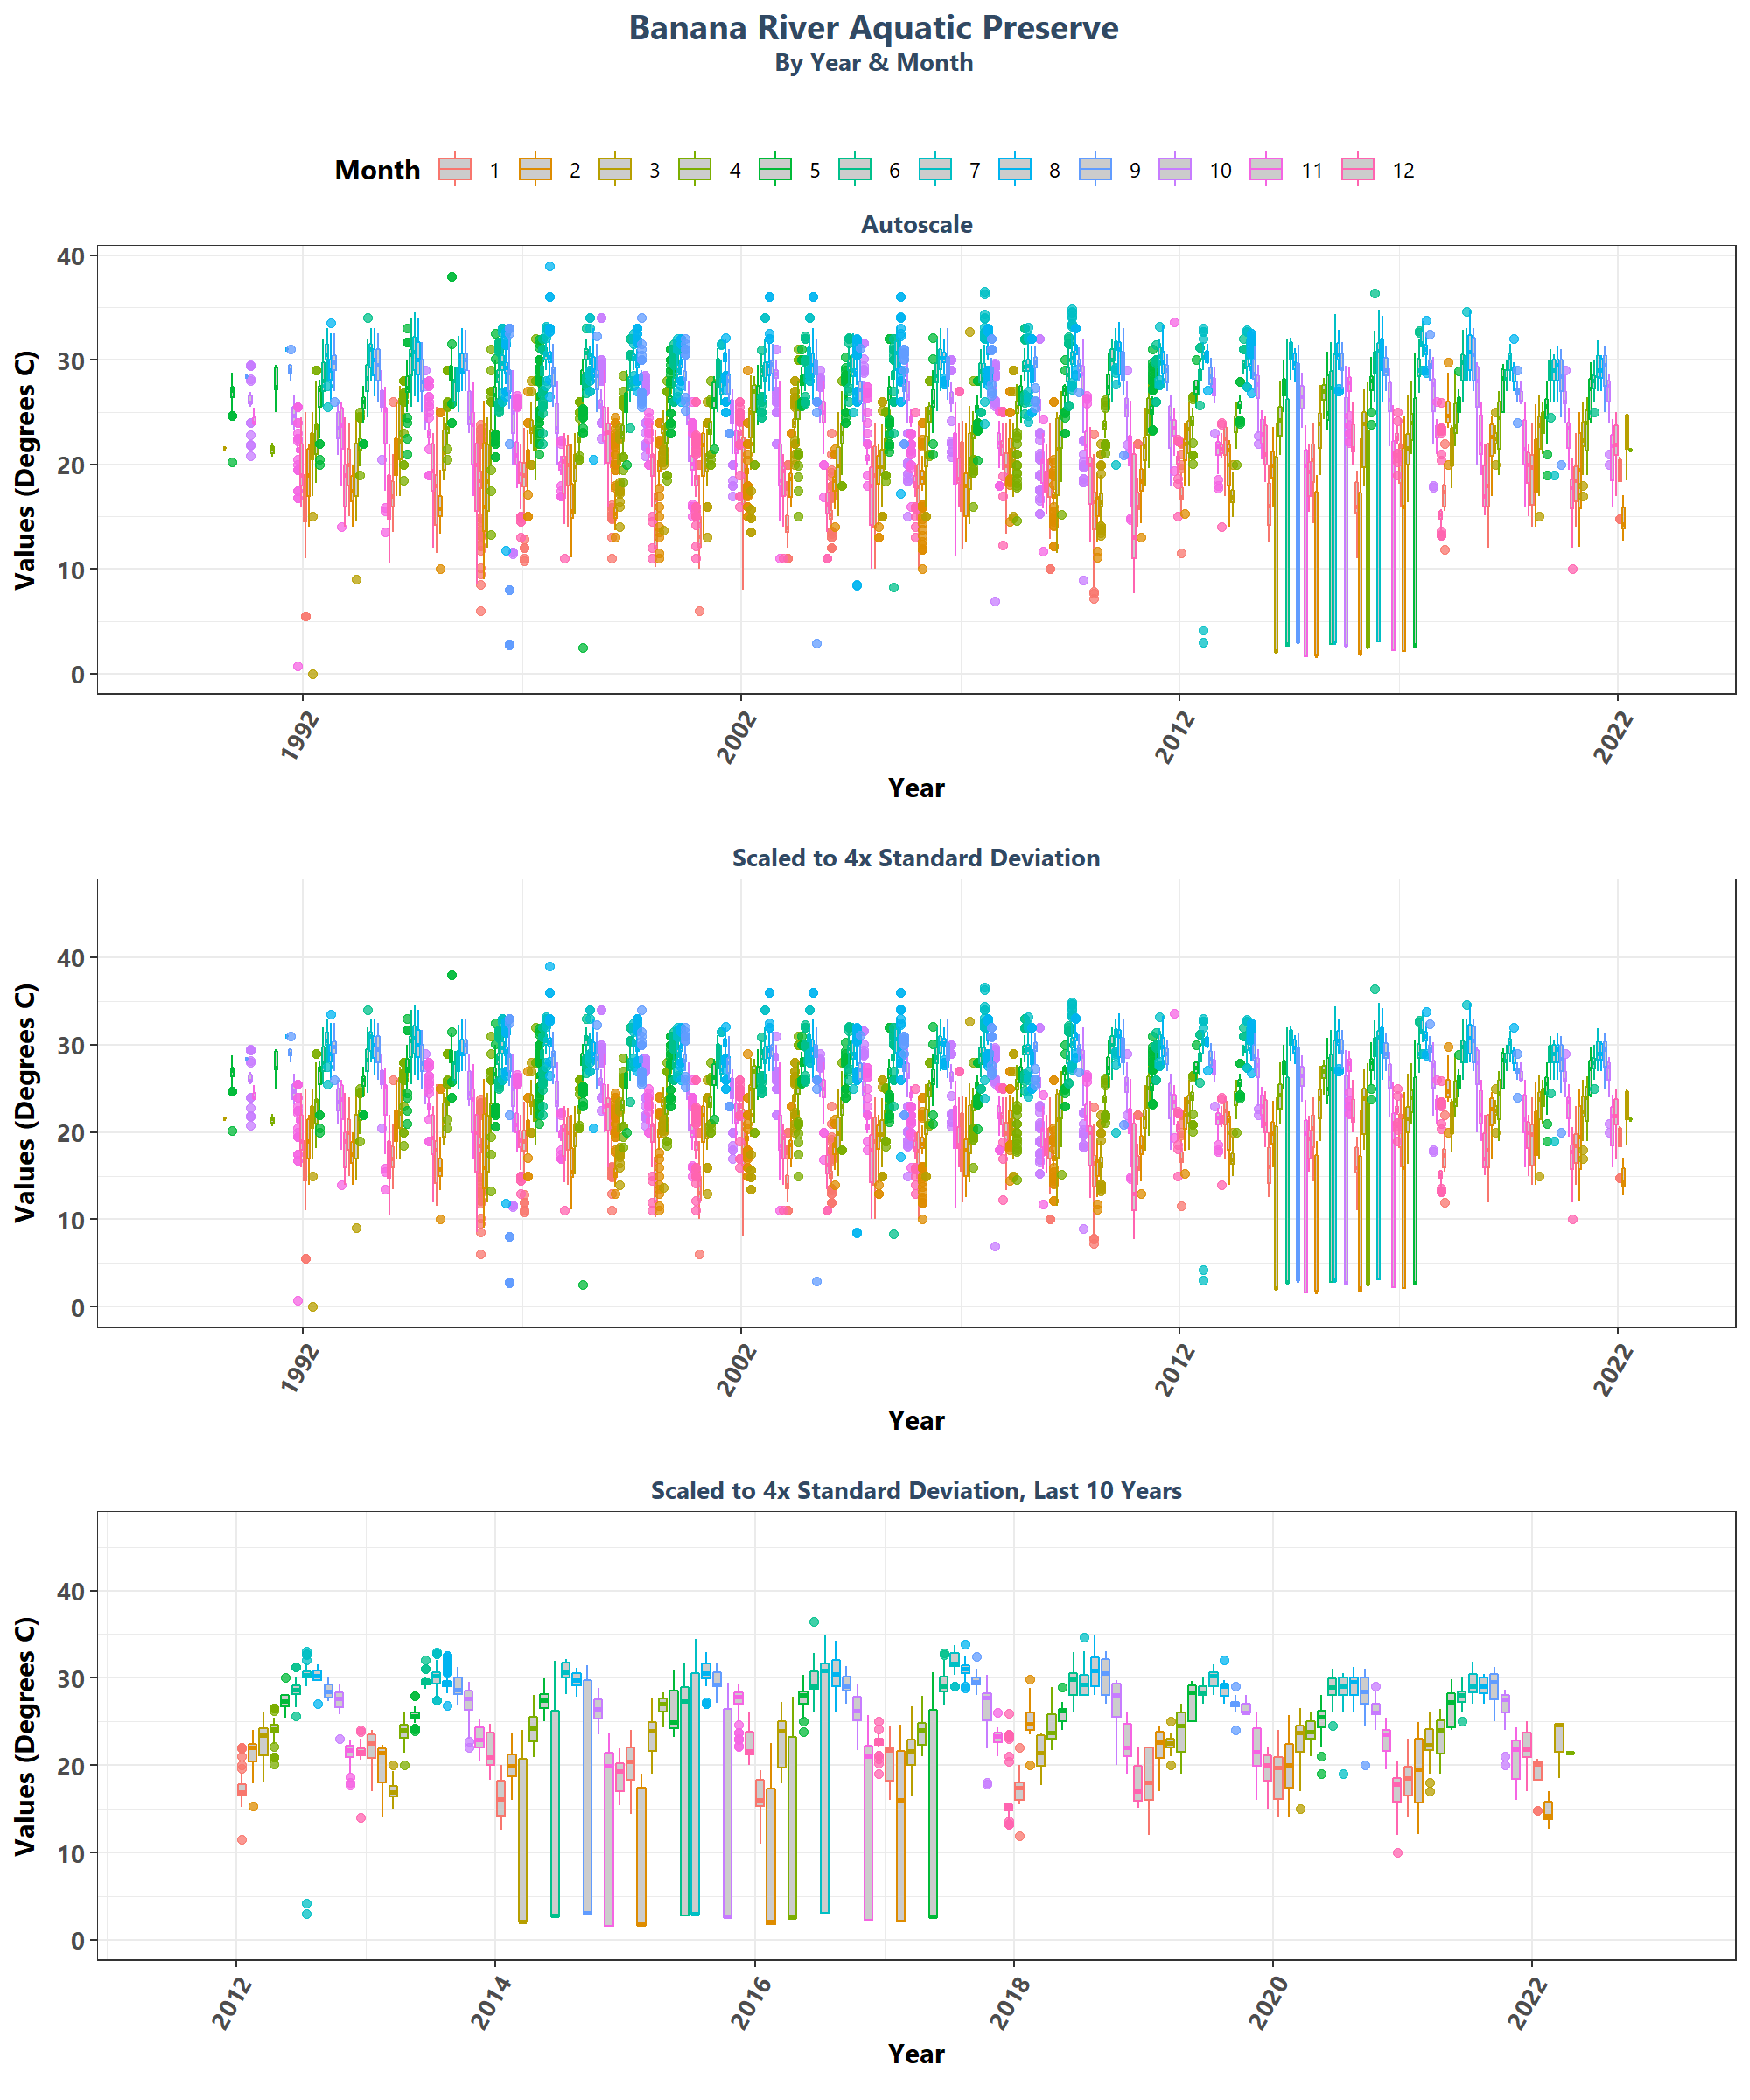 Banana River Aquatic Preserve
By Year & Month
Month 1 2 3 4 5 6 7 8 9 10 11 12
Autoscale
Values (Degrees C)
40
30
20
10
0
1992 2002 2012 2022
Year
Scaled to 4x Standard Deviation
Values (Degrees C)
40
30
20
10
0
1992 2002 2012 2022
Year
Scaled to 4x Standard Deviation, Last 10 Years
Values (Degrees C)
40
30
20
10
0
2012 2014 2016 2018 2020 2022
Year